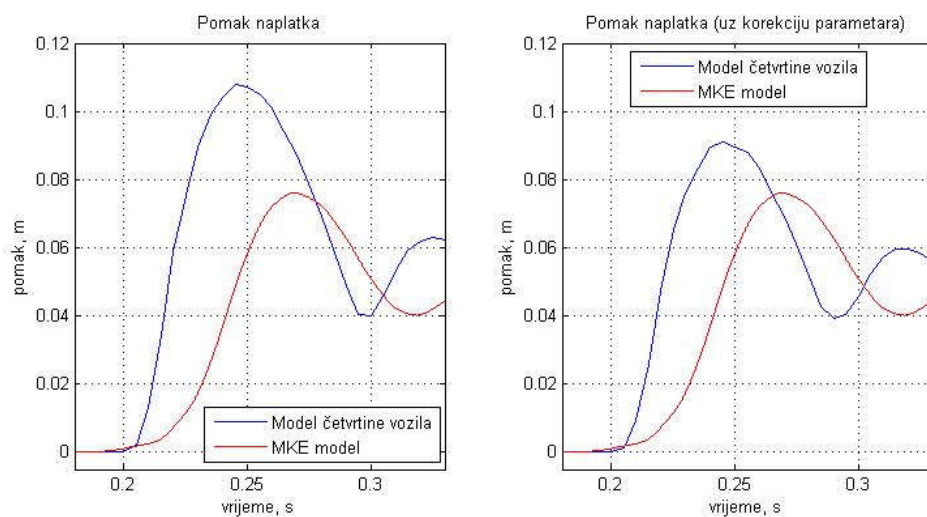 Pomak naplatka
0.12
0.1
0.08
0.06
0.04
0.02
0
pomak, m
Model četvrtine vozila
MKE model
0.2
0.25
0.3
vrijeme, s
Pomak naplatka (uz korekciju parametara)
0.12
0.1
0.08
0.06
0.04
0.02
0
pomak, m
Model četvrtine vozila
MKE model
0.2
0.25
0.3
vrijeme, s